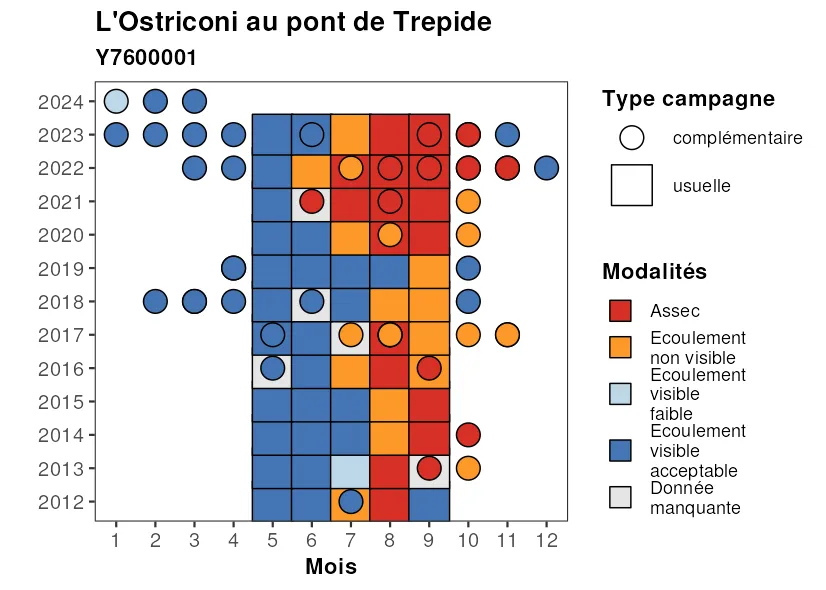 L'Ostriconi au pont de Trepide
Y7600001
2024
2023
2022
2021
2020
2019
2018
2017
2016
2015
2014
2013
2012
1 2 3 4 5 6 7 8 9 10 11 12
Mois
Type campagne
complémentaire
usuelle
Modalités
Assec
Ecoulement
non visible
Ecoulement
visible
faible
Ecoulement
visible
acceptable
Donnée
manquante